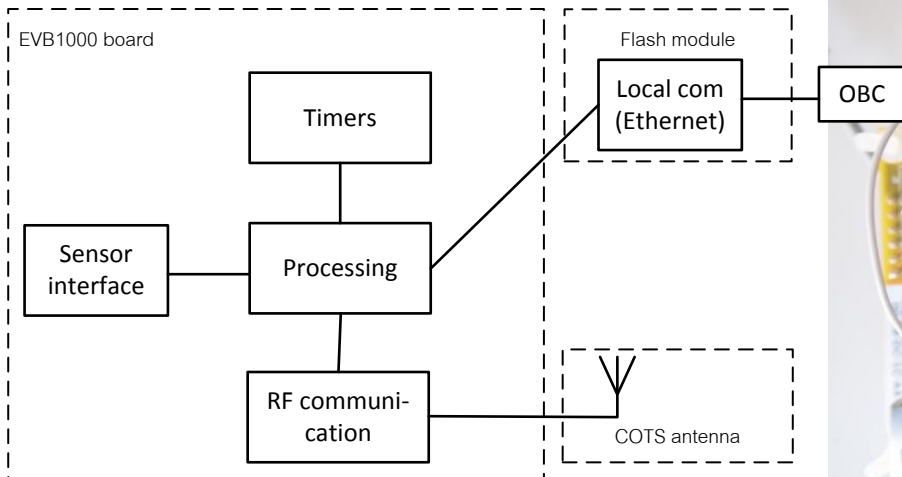 EVB1000 board
Flash module
Local com
(Ethernet)
OBC
Timers
Sensor
interface
Processing
RF communi-
cation
COTS antenna